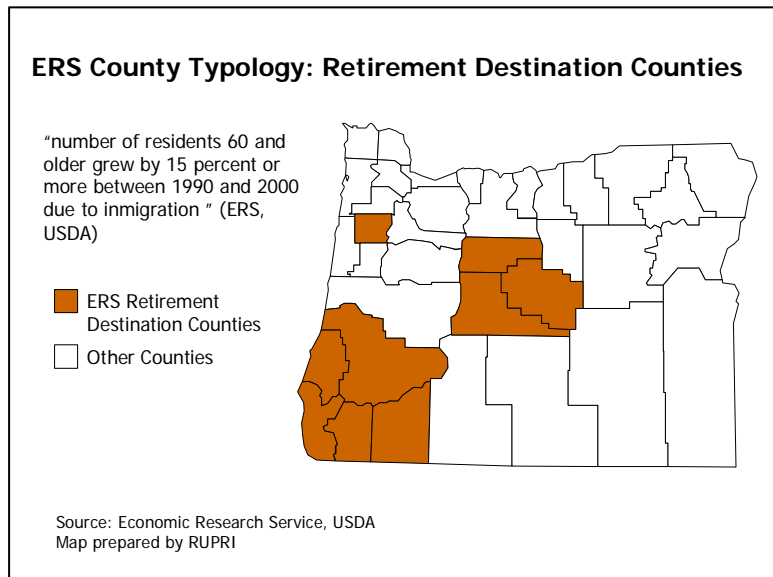 ERS County Typology: Retirement Destination Counties
“number of residents 60 and
older grew by 15 percent or
more between 1990 and 2000
due to inmigration ” (ERS,
USDA)
ERS Retirement
Destination Counties
Other Counties
Source: Economic Research Service, USDA
Map prepared by RUPRI